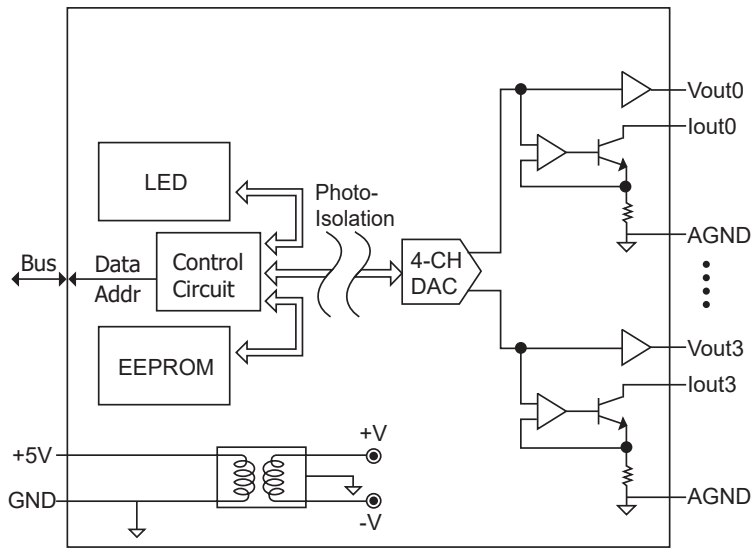 Vout0
Iout0
LED
Photo-
Isolation
AGND
Bus
Data
Addr
Control
Circuit
4-CH
DAC
Vout3
EEPROM
Iout3
+V
+5V
GND
-V
AGND